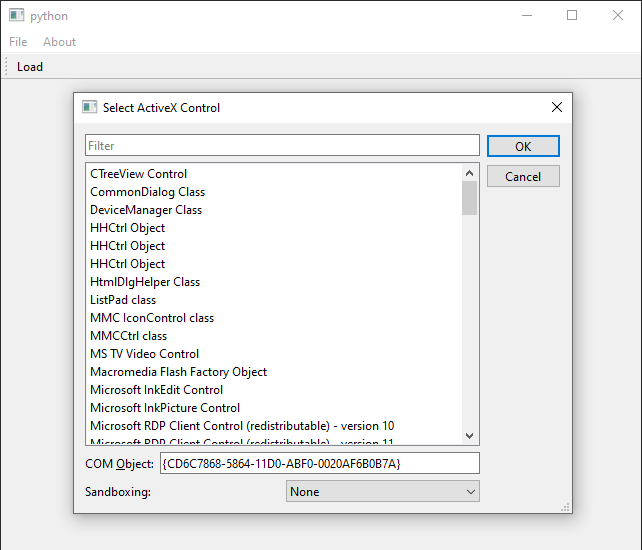 python
File About
Load
Select ActiveX Control
Filter
OK
Cancel
CTreeView Control
CommonDialog Class
DeviceManager Class
HHCtrl Object
HHCtrl Object
HHCtrl Object
HtmlDlgHelper Class
ListPad class
MMC IconControl class
MMCCtrl class
MS TV Video Control
Macromedia Flash Factory Object
Microsoft InkEdit Control
Microsoft InkPicture Control
Microsoft RDP Client Control (redistributable) - version 10
Microsoft RDP Client Control (redistributable) - version 11
COM Object: {CD6C7868-5864-11D0-ABF0-0020AF6B0B7A}
Sandboxing: None